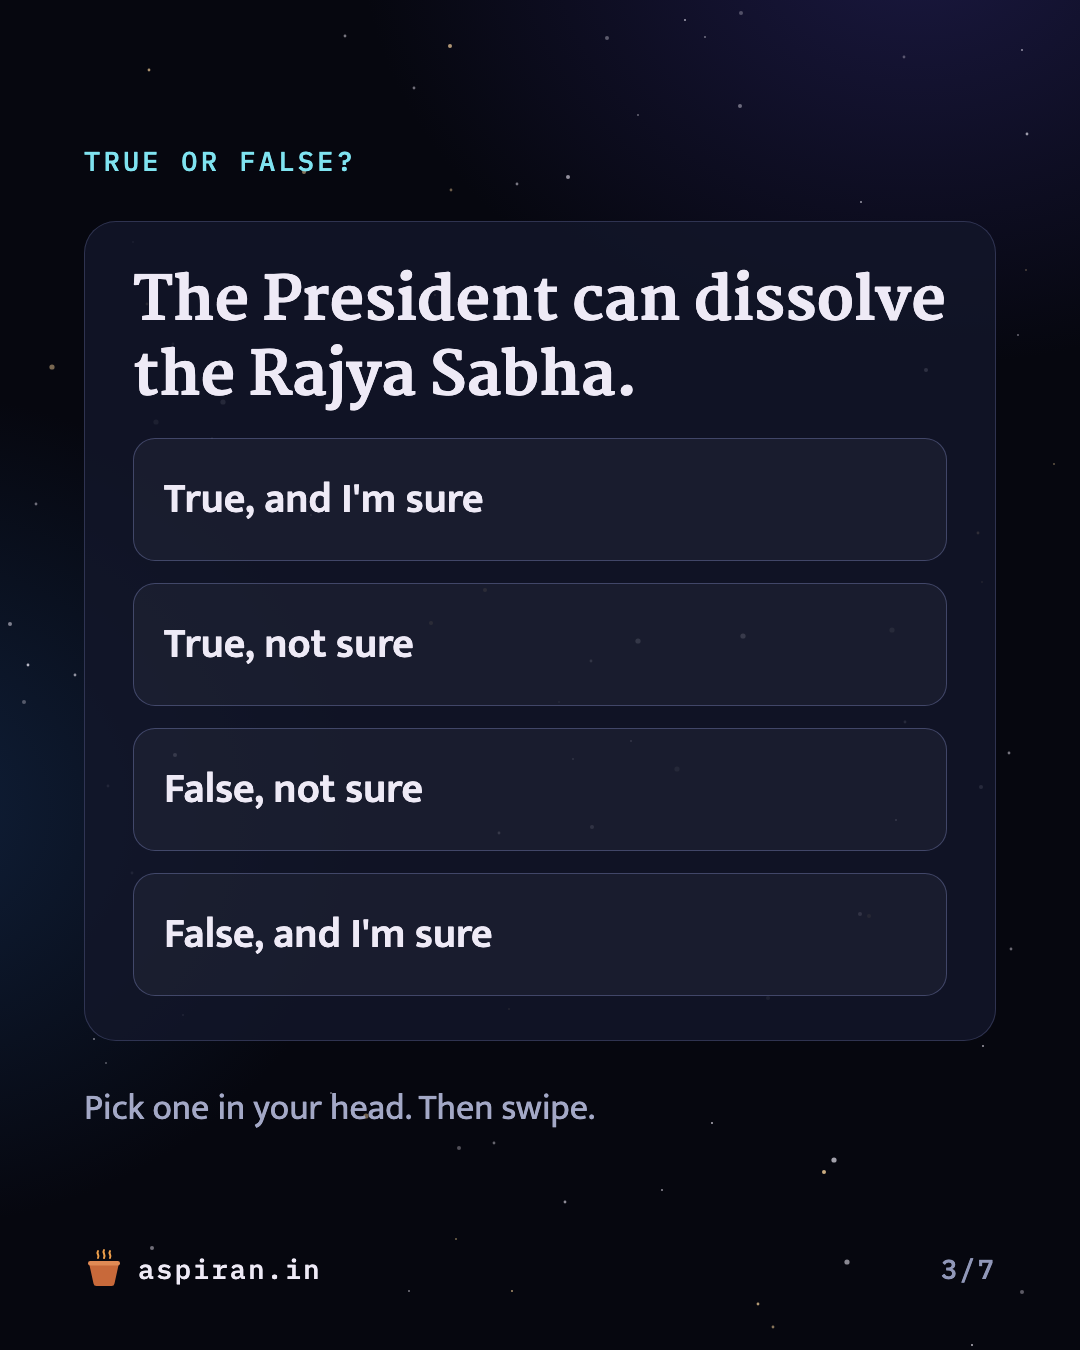 TRUE OR FALSE?
The President can dissolve
the Rajya Sabha.
True, and I'm sure
True, not sure
False, not sure
False, and I'm sure
Pick one in your head. Then swipe.
aspiran.in
3/7